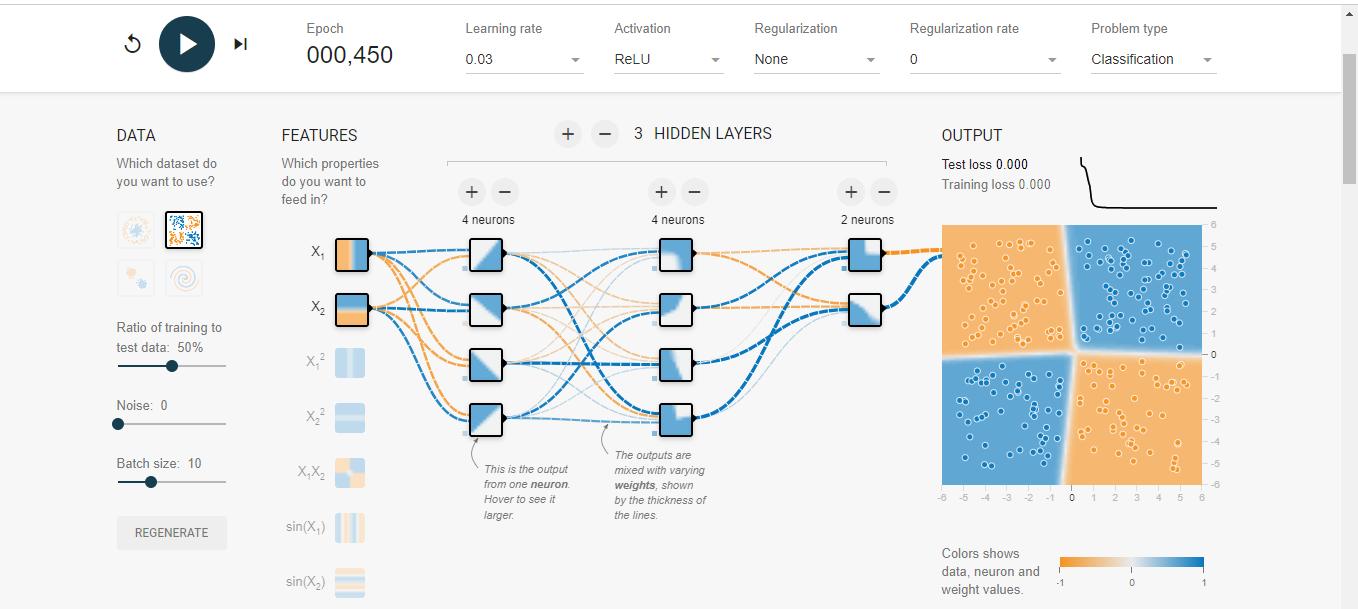 Epoch
000,450
Learning rate
0.03
Activation
ReLU
Regularization
None
Regularization rate
0
Problem type
Classification
DATA
Which dataset do
you want to use?
Ratio of training to
test data: 50%
Noise: 0
Batch size: 10
REGENERATE
FEATURES
Which properties
do you want to
feed in?
X₁
X₂
X₁²
X₂²
X₁X₂
sin(X₁)
sin(X₂)
3 HIDDEN LAYERS
4 neurons
4 neurons
2 neurons
This is the output
from one neuron.
Hover to see it
larger.
The outputs are
mixed with varying
weights, shown
by the thickness of
the lines.
OUTPUT
Test loss 0.000
Training loss 0.000
6
5
4
3
2
1
0
-1
-2
-3
-4
-5
-6
-6 -5 -4 -3 -2 -1 0 1 2 3 4 5 6
Colors shows
data, neuron and
weight values.
-1 0 1